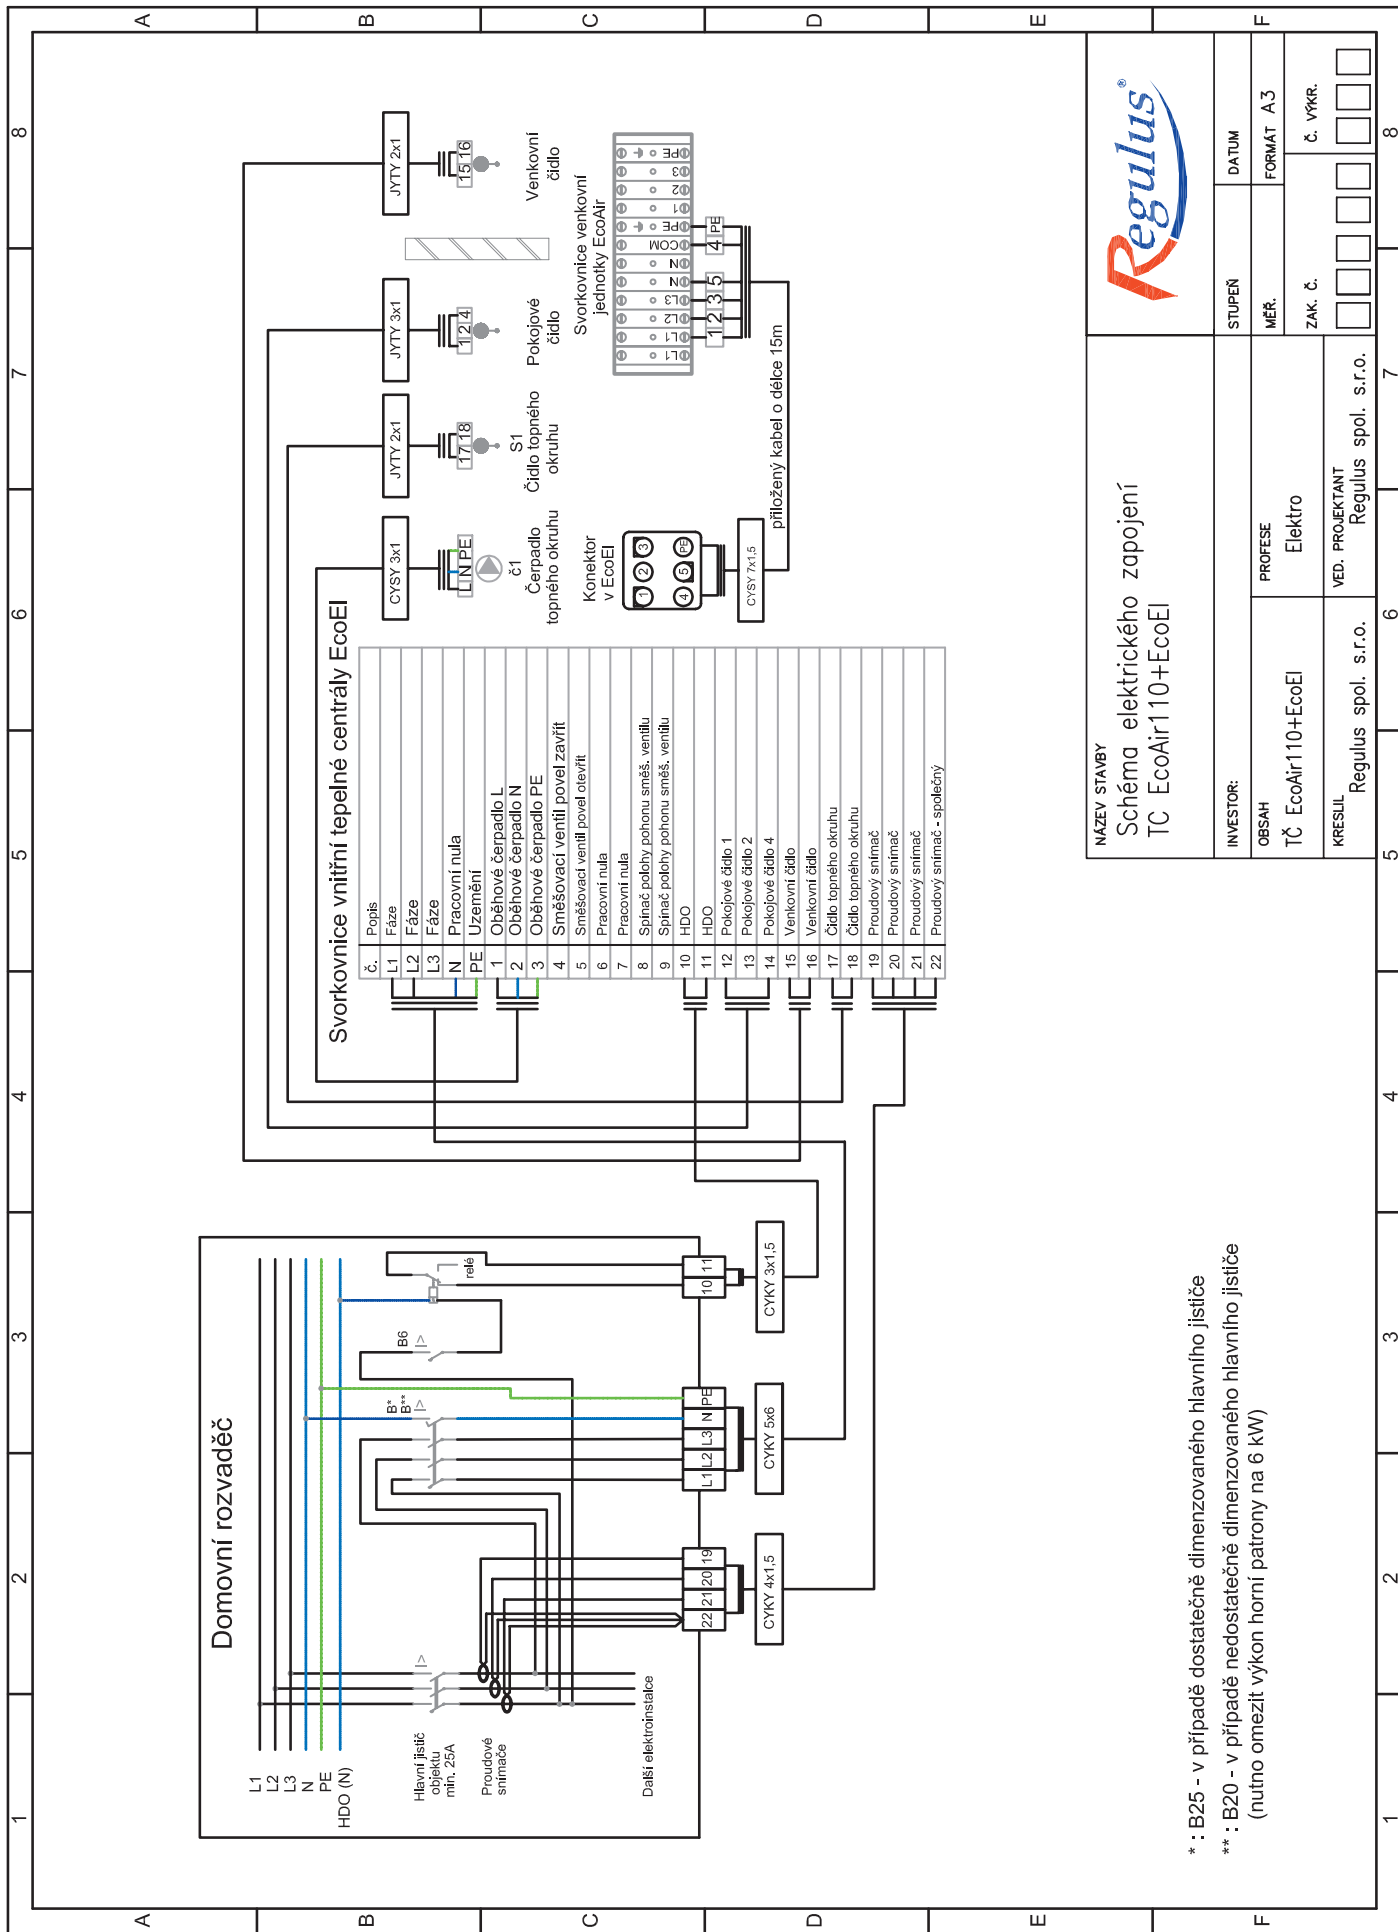 1 2 3 4 5 6 7 8
A
B
C
D
E
F
Domovní rozvaděč
L1
L2
L3
N
PE
HDO (N)
Hlavní jistič
objektu
min. 25A
I>
Proudové
snímače
Další elektroinstalce
B*
B**
I>
B6
I>
relé
22 21 20 19
L1 L2 L3 N PE
10 11
CYKY 4x1,5
CYKY 5x6
CYKY 3x1,5
Svorkovnice vnitřní tepelné centrály EcoEl
č. Popis
L1 Fáze
L2 Fáze
L3 Fáze
N Pracovní nula
PE Uzemění
1 Oběhové čerpadlo L
2 Oběhové čerpadlo N
3 Oběhové čerpadlo PE
4 Směšovací ventil povel zavřít
5 Směšovací ventil povel otevřít
6 Pracovní nula
7 Pracovní nula
8 Spínač polohy pohonu směš. ventilu
9 Spínač polohy pohonu směš. ventilu
10 HDO
11 HDO
12 Pokojové čidlo 1
13 Pokojové čidlo 2
14 Pokojové čidlo 4
15 Venkovní čidlo
16 Venkovní čidlo
17 Čidlo topného okruhu
18 Čidlo topného okruhu
19 Proudový snímač
20 Proudový snímač
21 Proudový snímač
22 Proudový snímač - společný
CYSY 3x1
L N PE
č1
Čerpadlo
topného okruhu
JYTY 2x1
17 18
S1
Čidlo topného
okruhu
JYTY 3x1
1 2 4
Pokojové
čidlo
JYTY 2x1
15 16
Venkovní
čidlo
Konektor
v EcoEl
1 2 3
4 5 PE
CYSY 7x1,5
přiložený kabel o délce 15m
Svorkovnice venkovní
jednotky EcoAir
L1 L1 L2 L3 N N COM PE 1 2 3 PE
1 2 3 5 4 PE
* : B25 - v případě dostatečně dimenzovaného hlavního jističe
** : B20 - v případě nedostatečně dimenzovaného hlavního jističe
(nutno omezit výkon horní patrony na 6 kW)
NÁZEV STAVBY
Schéma elektrického zapojení
TC EcoAir110+EcoEl
Regulus®
INVESTOR:
STUPEŇ
DATUM
OBSAH
TČ EcoAir110+EcoEl
PROFESE
Elektro
MĚŘ.
FORMÁT A3
KRESLIL
Regulus spol. s.r.o.
VED. PROJEKTANT
Regulus spol. s.r.o.
ZAK. Č.
Č. VÝKR.
A
B
C
D
E
F
1 2 3 4 5 6 7 8